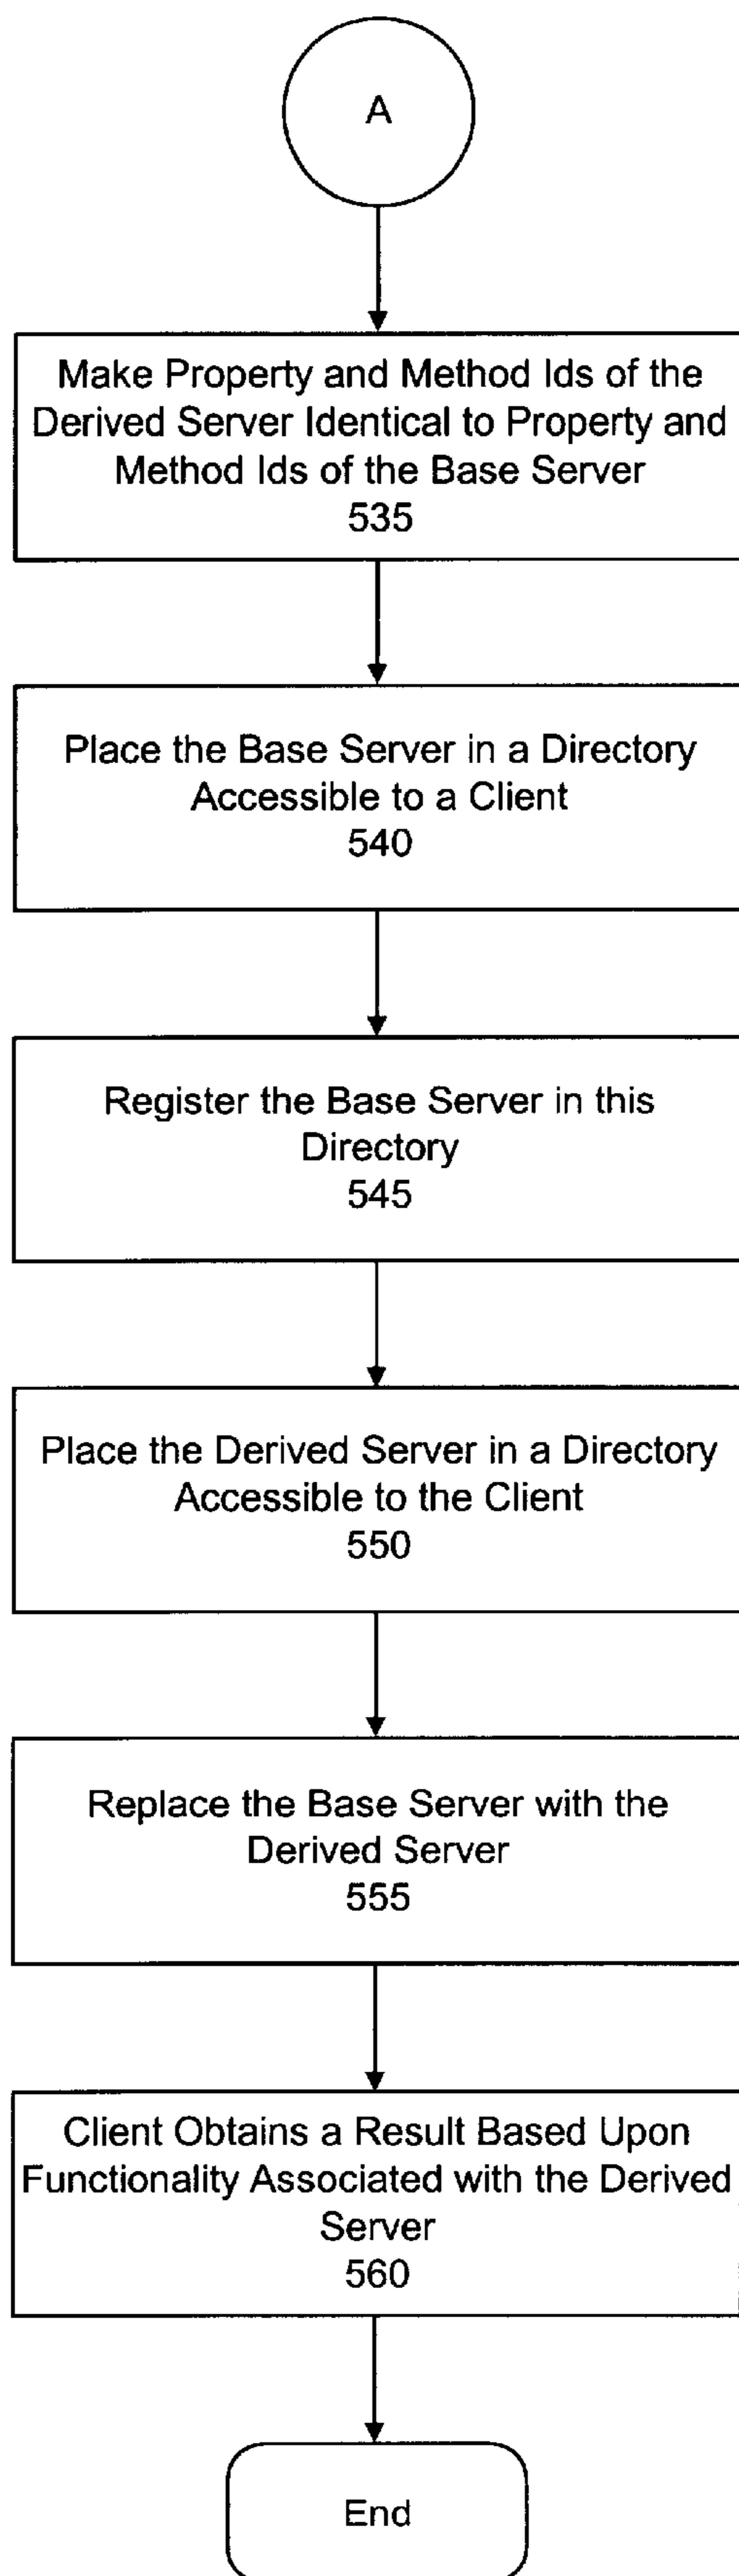 A
Make Property and Method Ids of the
Derived Server Identical to Property and
Method Ids of the Base Server
535
Place the Base Server in a Directory
Accessible to a Client
540
Register the Base Server in this
Directory
545
Place the Derived Server in a Directory
Accessible to the Client
550
Replace the Base Server with the
Derived Server
555
Client Obtains a Result Based Upon
Functionality Associated with the Derived
Server
560
End